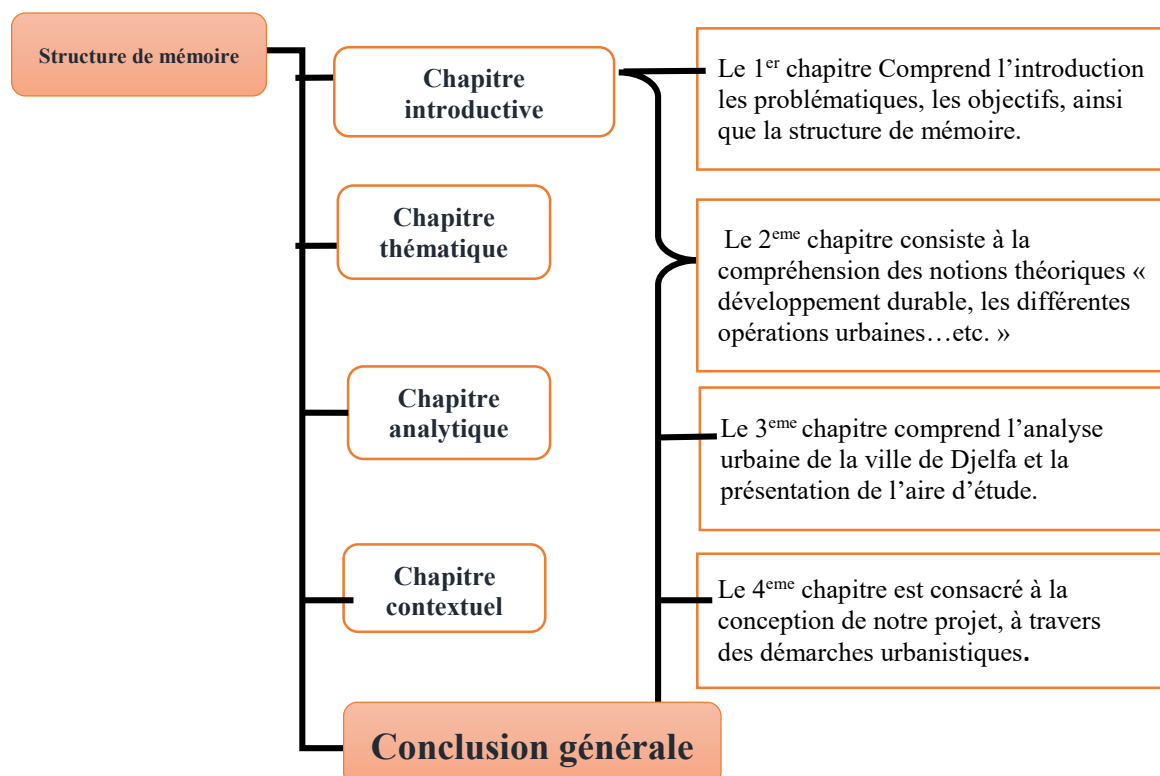 Structure de mémoire
Chapitre
introductive
Le 1er chapitre Comprend l’introduction
les problématiques, les objectifs, ainsi
que la structure de mémoire.
Chapitre
thématique
Le 2eme chapitre consiste à la
compréhension des notions théoriques «
développement durable, les différentes
opérations urbaines…etc. »
Chapitre
analytique
Le 3eme chapitre comprend l’analyse
urbaine de la ville de Djelfa et la
présentation de l’aire d’étude.
Chapitre
contextuel
Le 4eme chapitre est consacré à la
conception de notre projet, à travers
des démarches urbanistiques.
Conclusion générale